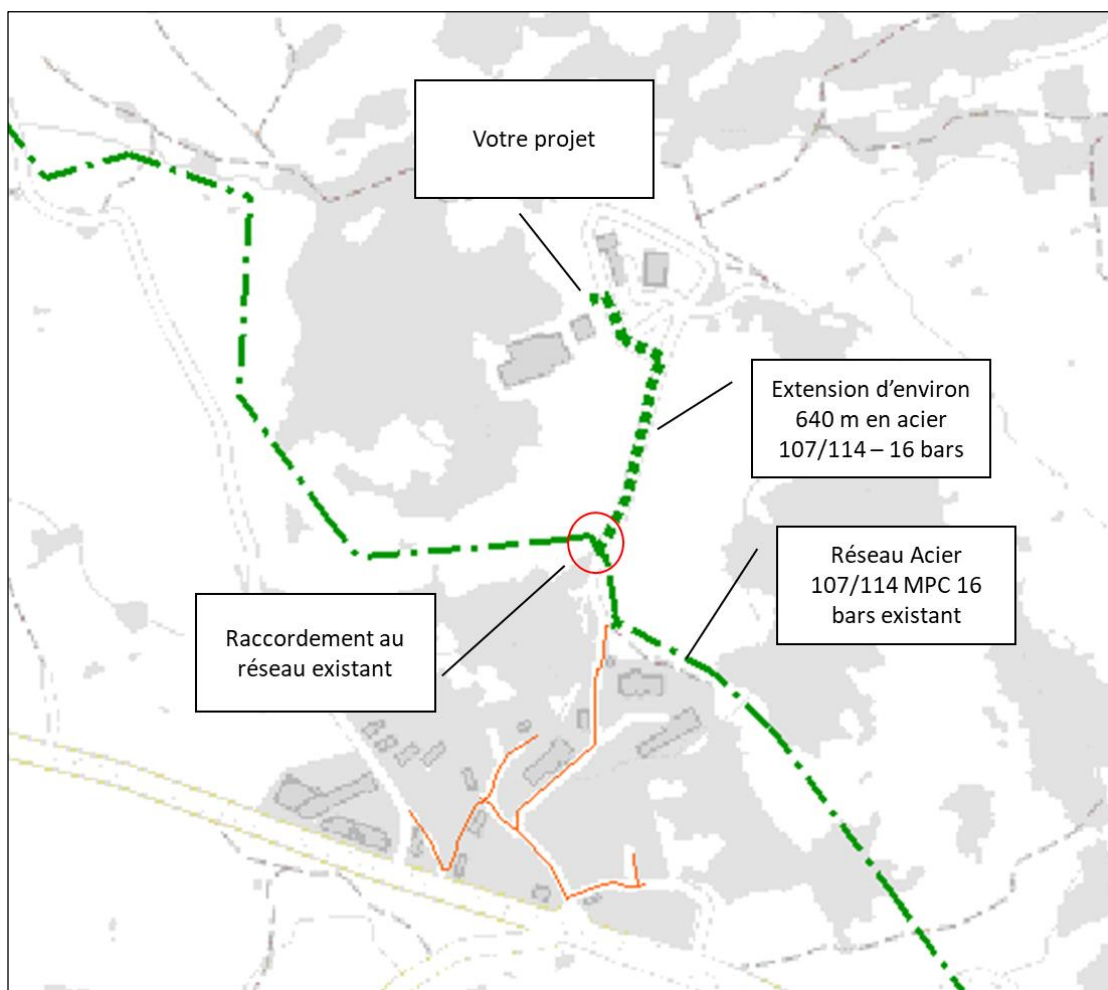 Votre projet
Extension d'environ
640 m en acier
107/114 – 16 bars
Réseau Acier
107/114 MPC 16
bars existant
Raccordement au
réseau existant